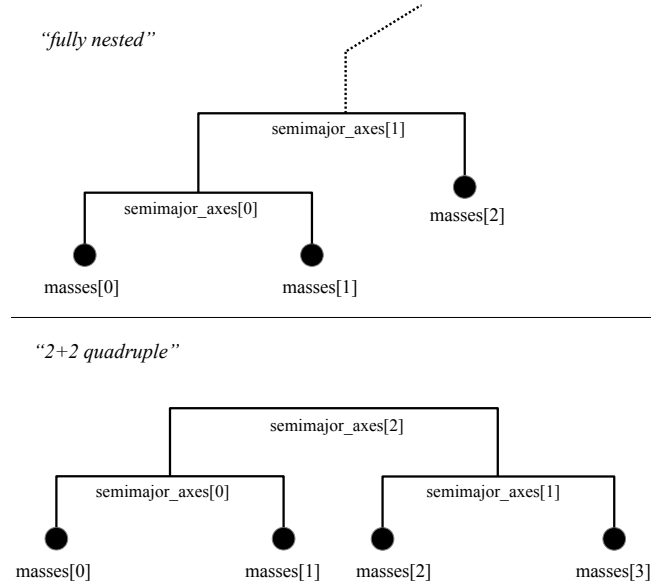 “fully nested”
semimajor_axes[1]
semimajor_axes[0]
masses[2]
masses[0] masses[1]
“2+2 quadruple”
semimajor_axes[2]
semimajor_axes[0] semimajor_axes[1]
masses[0] masses[1] masses[2] masses[3]